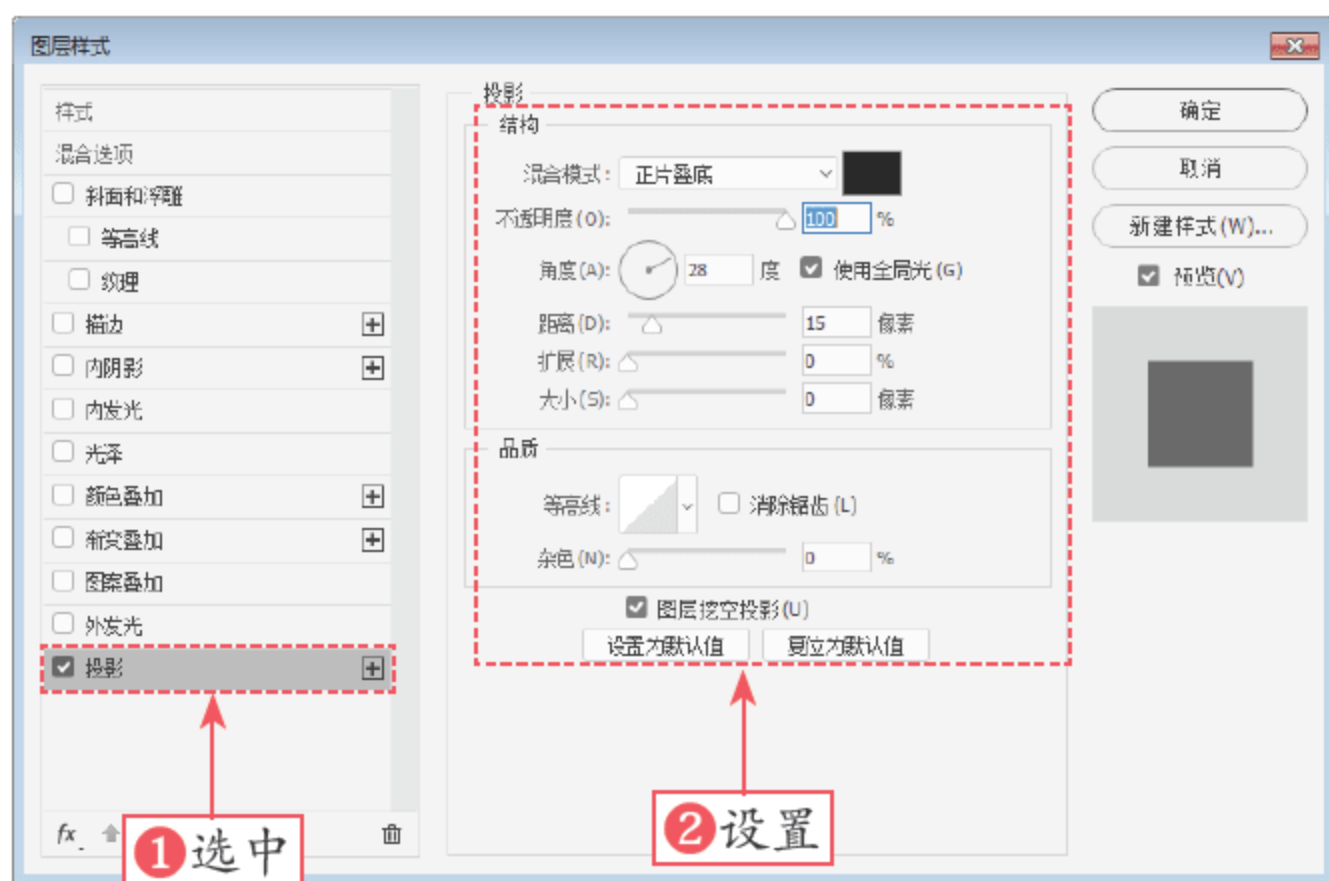 图层样式
样式
混合选项
斜面和浮雕
等高线
纹理
描边
内阴影
内发光
光泽
颜色叠加
渐变叠加
图案叠加
外发光
投影
fx
❶选中
投影
结构
混合模式: 正片叠底
不透明度(O): 100 %
角度(A): 28 度 使用全局光(G)
距离(D): 15 像素
扩展(R): 0 %
大小(S): 0 像素
品质
等高线: 消除锯齿(L)
杂色(N): 0 %
图层挖空投影(U)
设置为默认值 复位为默认值
❷设置
确定
取消
新建样式(W)...
预览(V)